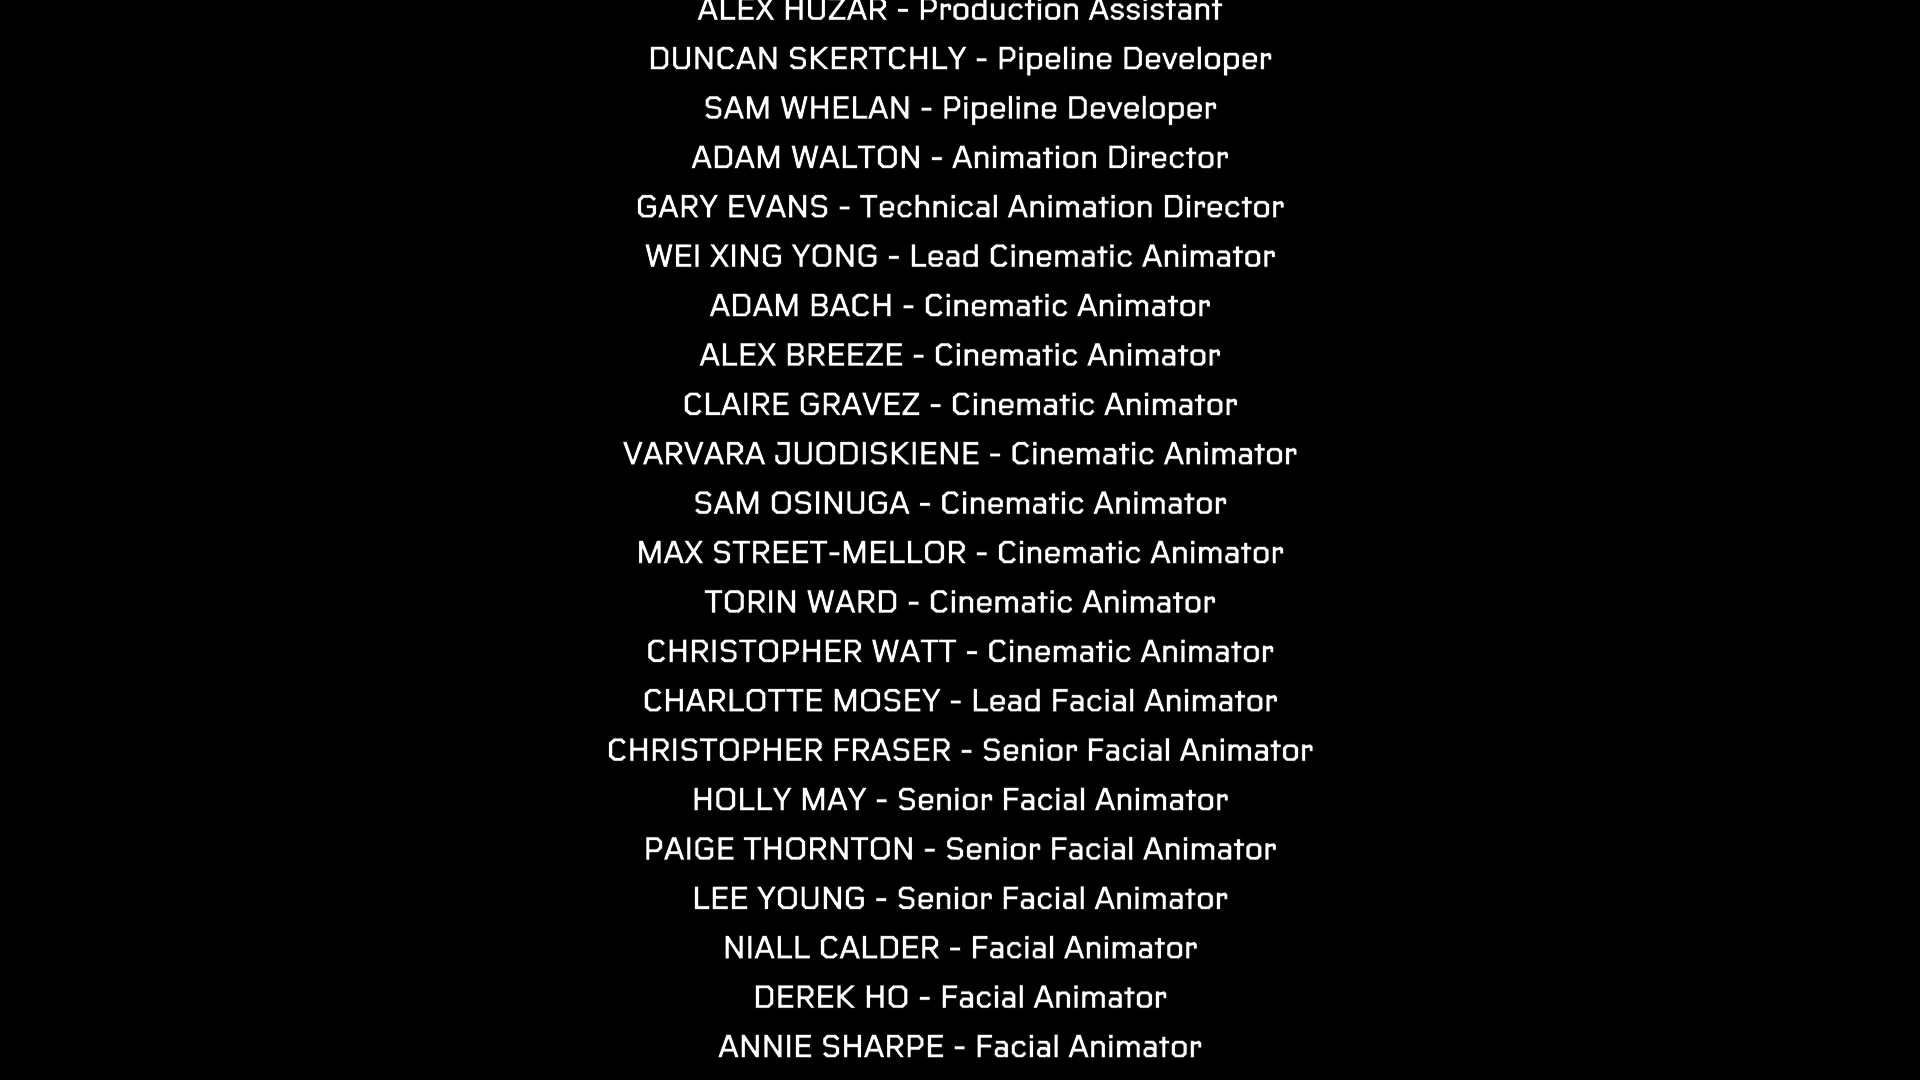 ALEX HUZAR - Production Assistant
DUNCAN SKERTCHLY - Pipeline Developer
SAM WHELAN - Pipeline Developer
ADAM WALTON - Animation Director
GARY EVANS - Technical Animation Director
WEI XING YONG - Lead Cinematic Animator
ADAM BACH - Cinematic Animator
ALEX BREEZE - Cinematic Animator
CLAIRE GRAVEZ - Cinematic Animator
VARVARA JUODISKIENE - Cinematic Animator
SAM OSINUGA - Cinematic Animator
MAX STREET-MELLOR - Cinematic Animator
TORIN WARD - Cinematic Animator
CHRISTOPHER WATT - Cinematic Animator
CHARLOTTE MOSEY - Lead Facial Animator
CHRISTOPHER FRASER - Senior Facial Animator
HOLLY MAY - Senior Facial Animator
PAIGE THORNTON - Senior Facial Animator
LEE YOUNG - Senior Facial Animator
NIALL CALDER - Facial Animator
DEREK HO - Facial Animator
ANNIE SHARPE - Facial Animator